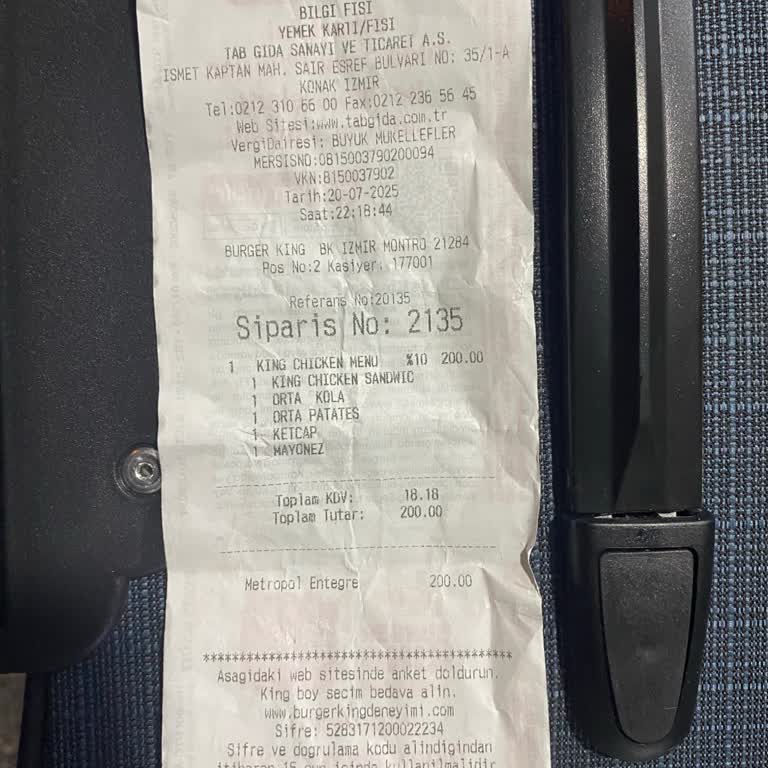 BILGI FISI
YEMEK KARTI/FISI
TAB GIDA SANAYI VE TICARET A.S.
ISMET KAPTAN MAH. SAIR ESREF BULVARI NO: 35/1-A
KONAK IZMIR
Tel:0212 310 66 00 Fax:0212 236 56 45
Web Sitesi:www.tabgida.com.tr
VergiDairesi: BUYUK MUKELLEFLER
MERSISNO:0815003790200094
VKN:8150037902
Tarih:20-07-2025
Saat:22:18:44
BURGER KING BK IZMIR MONTRO 21284
Pos No:2 Kasiyer: 177001
Referans No:20135
Siparis No: 2135
1 KING CHICKEN MENU %10 200.00
1 KING CHICKEN SANDWIC
1 ORTA KOLA
1 ORTA PATATES
1 KETCAP
1 MAYONEZ
Toplam KDV: 18.18
Toplam Tutar: 200.00
Metropol Entegre 200.00
**************************************************
Asagidaki web sitesinde anket doldurun.
King boy secim bedava alin.
www.burgerkingdeneyimi.com
Sifre: 5283171200022234
Sifre ve dogrulama kodu alindigindan
itibaren 15 gun icinde kullanilmalidir